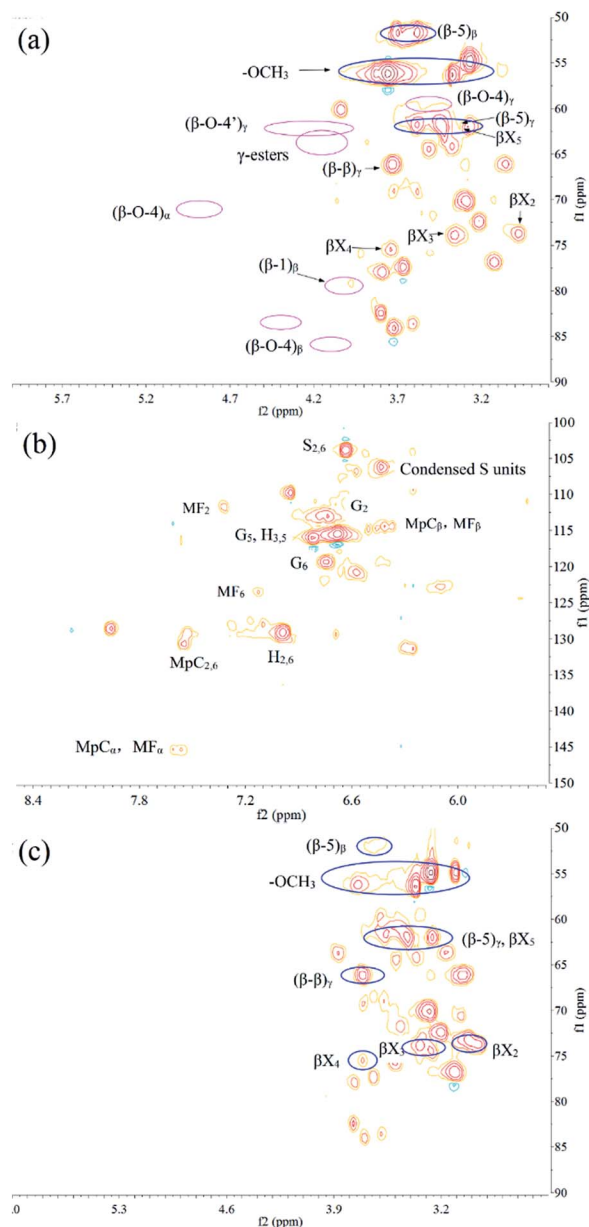 (a)
(β-5)β
-OCH3
(β-O-4)γ
(β-O-4')γ
(β-5)γ
βX5
γ-esters
(β-β)γ
(β-O-4)α
βX2
βX3
βX4
(β-1)β
(β-O-4)β
50
55
60
65
70
75
80
85
90
f1 (ppm)
5.7 5.2 4.7 4.2 3.7 3.2
f2 (ppm)
(b)
S2,6
Condensed S units
MF2
G2
MpCβ, MFβ
G5, H3,5
G6
MF6
MpC2,6
H2,6
MpCα, MFα
100
105
110
115
120
125
130
135
140
145
150
f1 (ppm)
8.4 7.8 7.2 6.6 6.0
f2 (ppm)
(c)
(β-5)β
-OCH3
(β-5)γ, βX5
(β-β)γ
βX4
βX3
βX2
50
55
60
65
70
75
80
85
90
f1 (ppm)
.0 5.3 4.6 3.9 3.2
f2 (ppm)